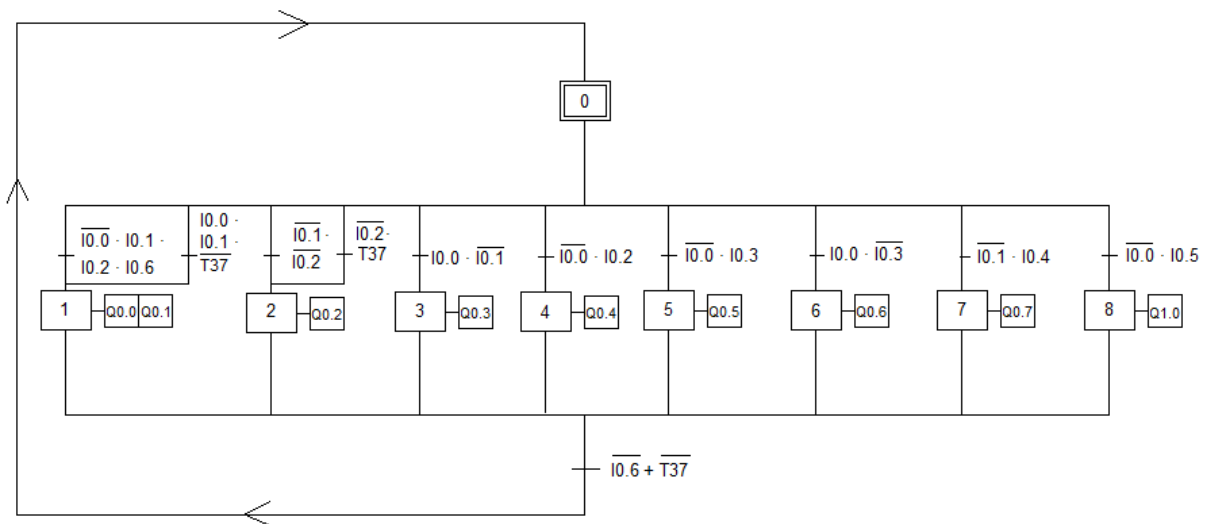 0
I0.0 · I0.1 ·
I0.2 · I0.6
I0.0 ·
I0.1 ·
T37
I0.1 ·
I0.2
I0.2 ·
T37
I0.0 · I0.1
I0.0 · I0.2
I0.0 · I0.3
I0.0 · I0.3
I0.1 · I0.4
I0.0 · I0.5
1
Q0.0
Q0.1
2
Q0.2
3
Q0.3
4
Q0.4
5
Q0.5
6
Q0.6
7
Q0.7
8
Q1.0
I0.6 + T37